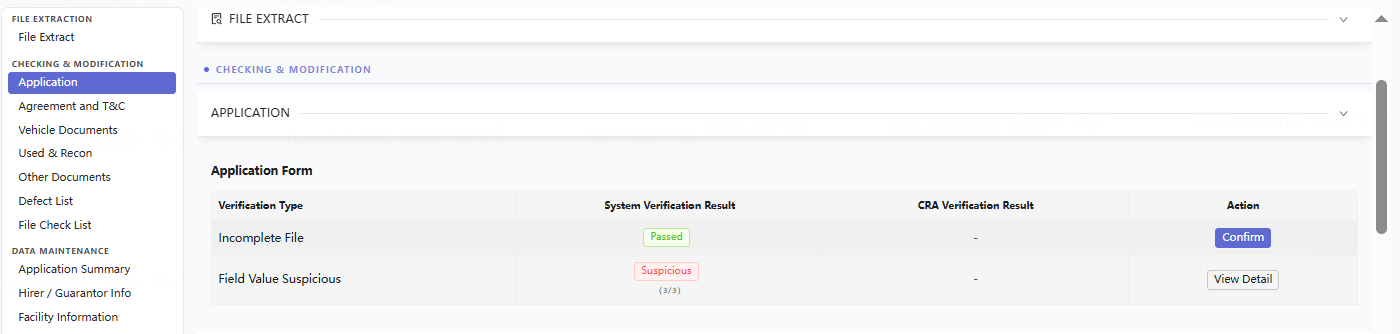 FILE EXTRACTION
File Extract
CHECKING & MODIFICATION
Application
Agreement and T&C
Vehicle Documents
Used & Recon
Other Documents
Defect List
File Check List
DATA MAINTENANCE
Application Summary
Hirer / Guarantor Info
Facility Information
FILE EXTRACT
CHECKING & MODIFICATION
APPLICATION
Application Form
Verification Type System Verification Result CRA Verification Result Action
Incomplete File Passed - Confirm
Field Value Suspicious Suspicious - View Detail
(3/3)